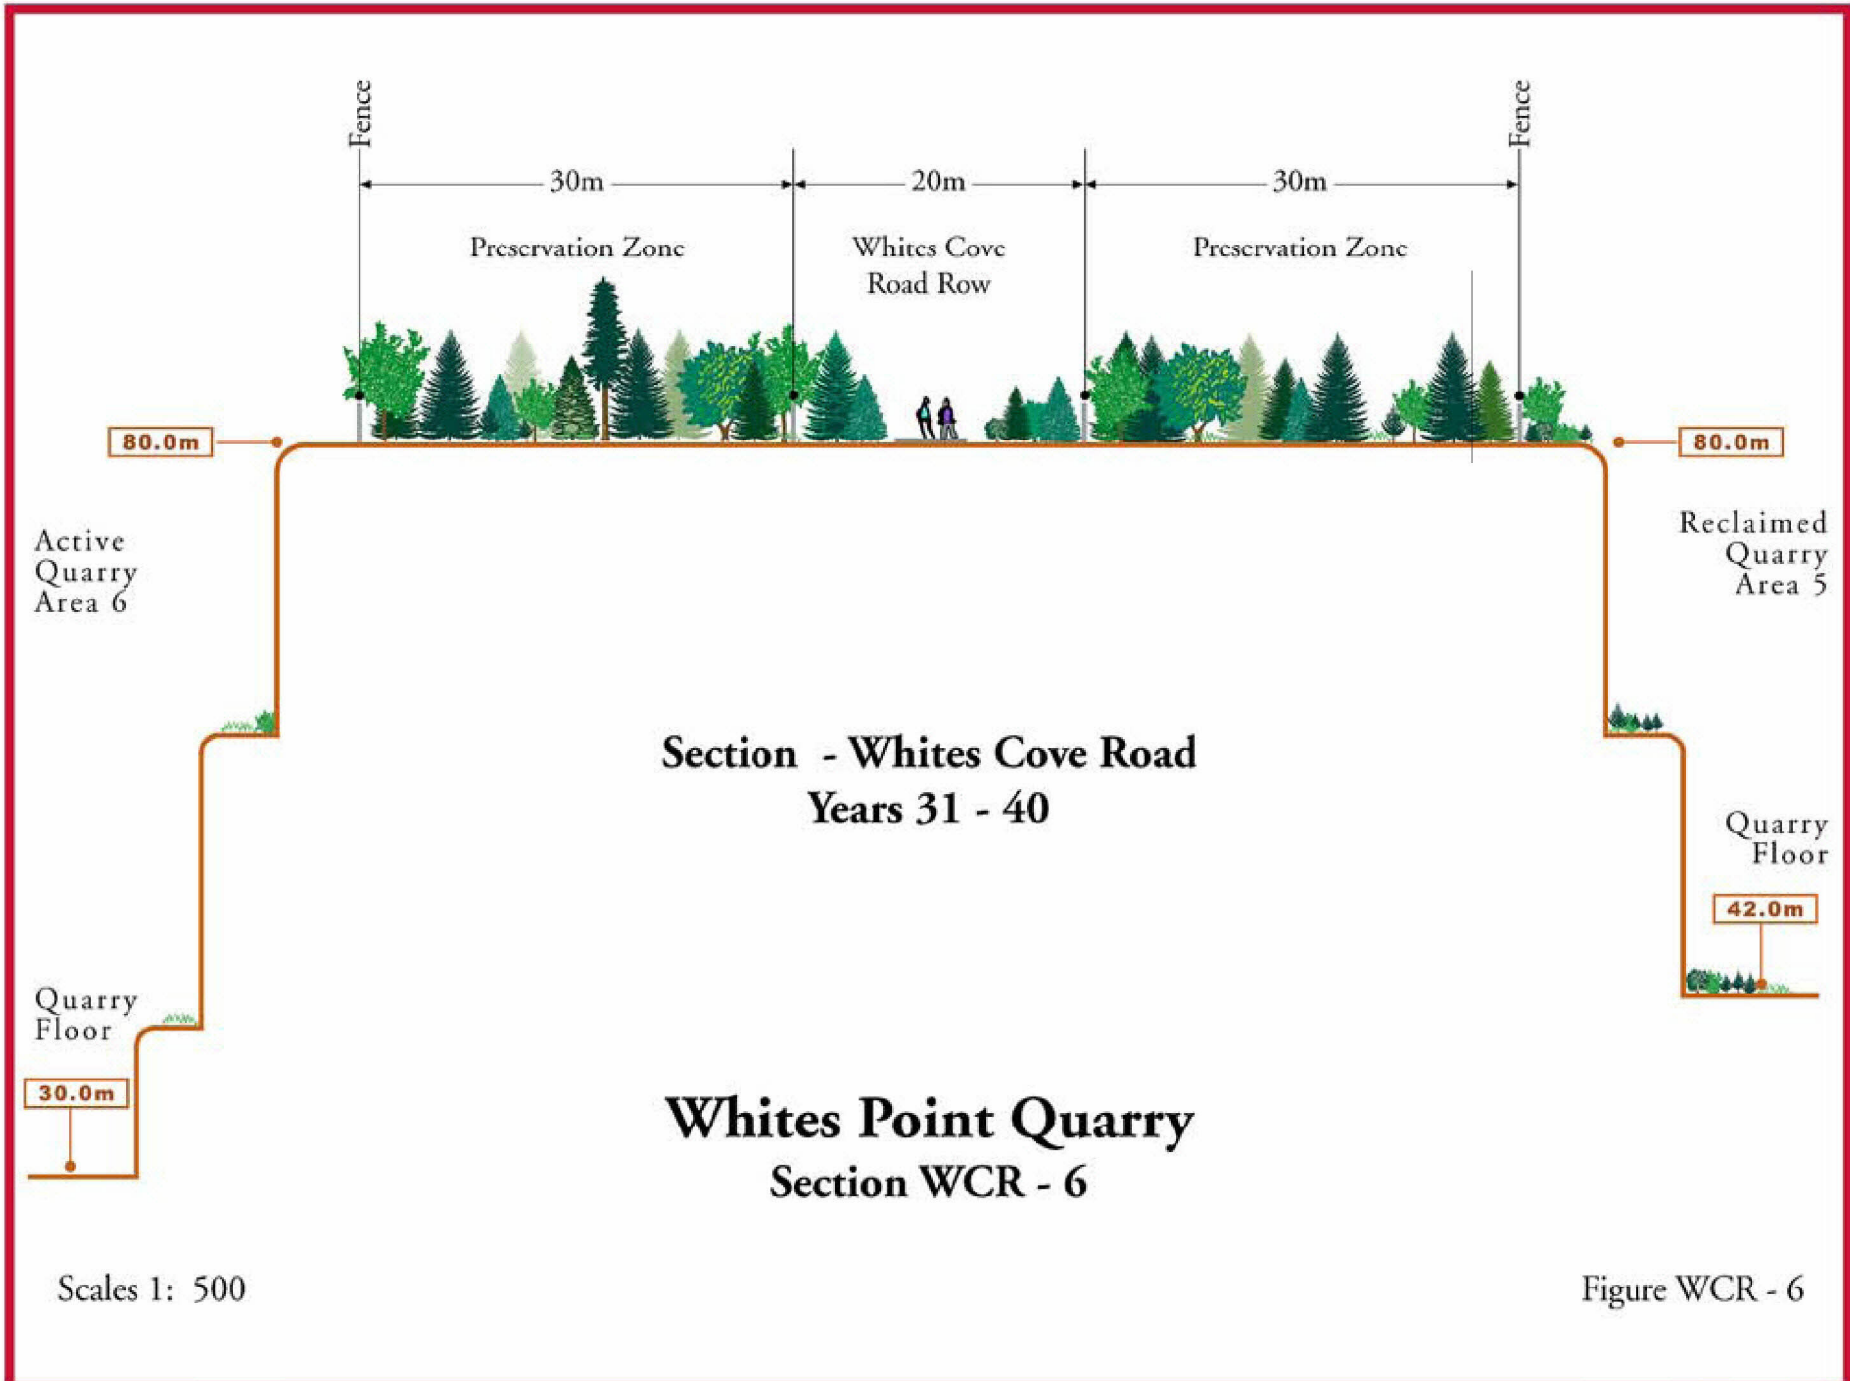 Fence
Fence
30m
20m
30m
Preservation Zone
Whites Cove
Road Row
Preservation Zone
80.0m
80.0m
Active
Quarry
Area 6
Reclaimed
Quarry
Area 5
Section - Whites Cove Road
Years 31 - 40
Quarry
Floor
42.0m
Quarry
Floor
30.0m
Whites Point Quarry
Section WCR - 6
Scales 1: 500
Figure WCR - 6